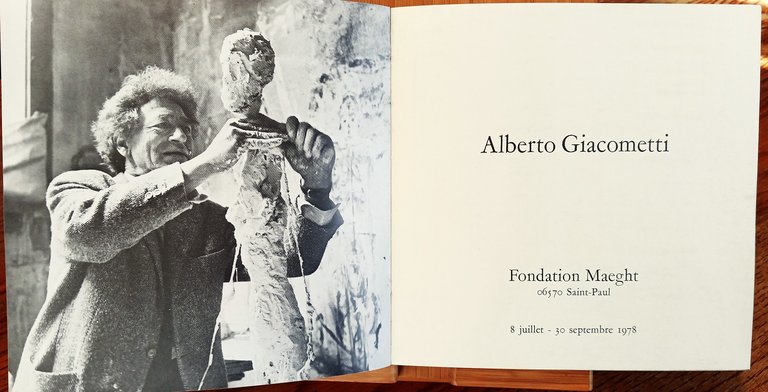 Alberto Giacometti
Fondation Maeght
06570 Saint-Paul
8 juillet - 30 septembre 1978